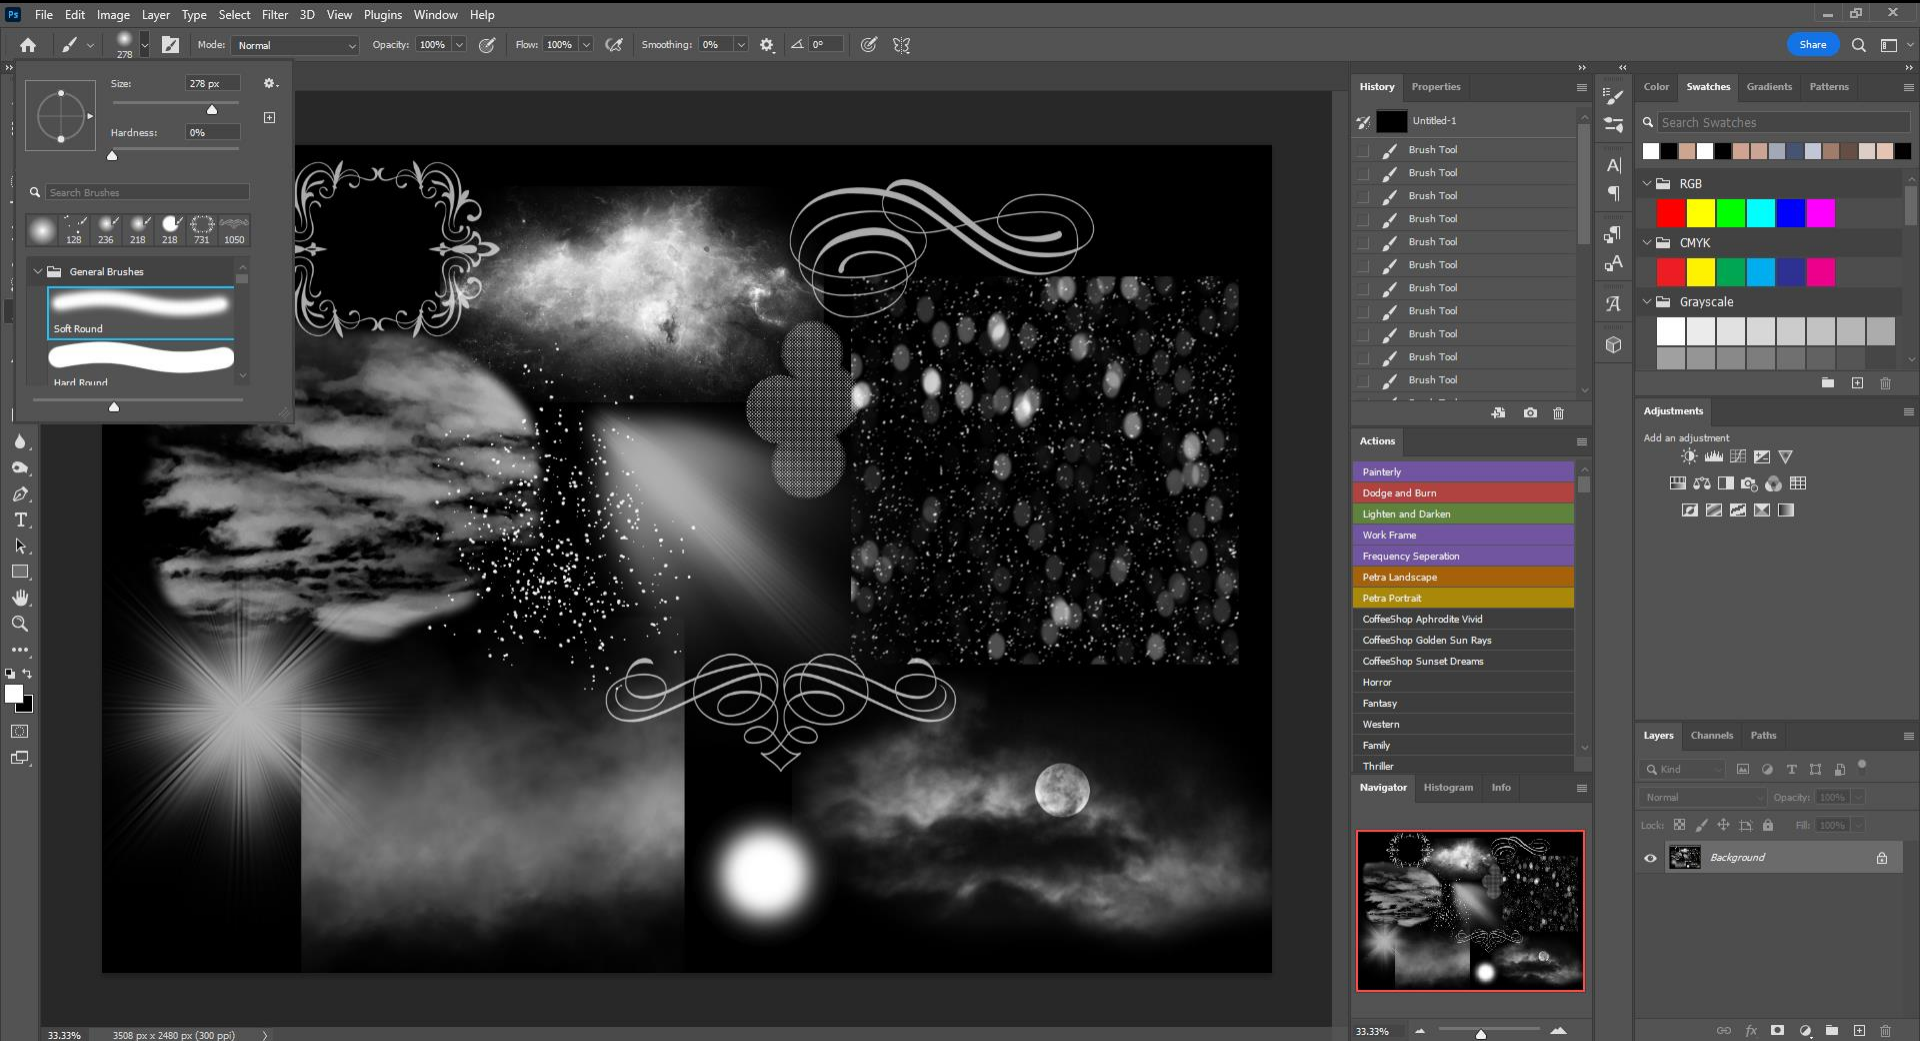 Ps File Edit Image Layer Type Select Filter 3D View Plugins Window Help
278 Mode: Normal Opacity: 100% Flow: 100% Smoothing: 0% 0° Share
Size: 278 px
Hardness: 0%
Search Brushes
128 236 218 218 731 1050
General Brushes
Soft Round
Hard Round
33.33% 3508 px x 2480 px (300 ppi)
History Properties
Untitled-1
Brush Tool
Brush Tool
Brush Tool
Brush Tool
Brush Tool
Brush Tool
Brush Tool
Brush Tool
Brush Tool
Brush Tool
Brush Tool
Actions
Painterly
Dodge and Burn
Lighten and Darken
Work Frame
Frequency Seperation
Petra Landscape
Petra Portrait
CoffeeShop Aphrodite Vivid
CoffeeShop Golden Sun Rays
CoffeeShop Sunset Dreams
Horror
Fantasy
Western
Family
Thriller
Navigator Histogram Info
33.33%
Color Swatches Gradients Patterns
Search Swatches
RGB
CMYK
Grayscale
Adjustments
Add an adjustment
Layers Channels Paths
Kind
Normal Opacity: 100%
Lock: Fill: 100%
Background